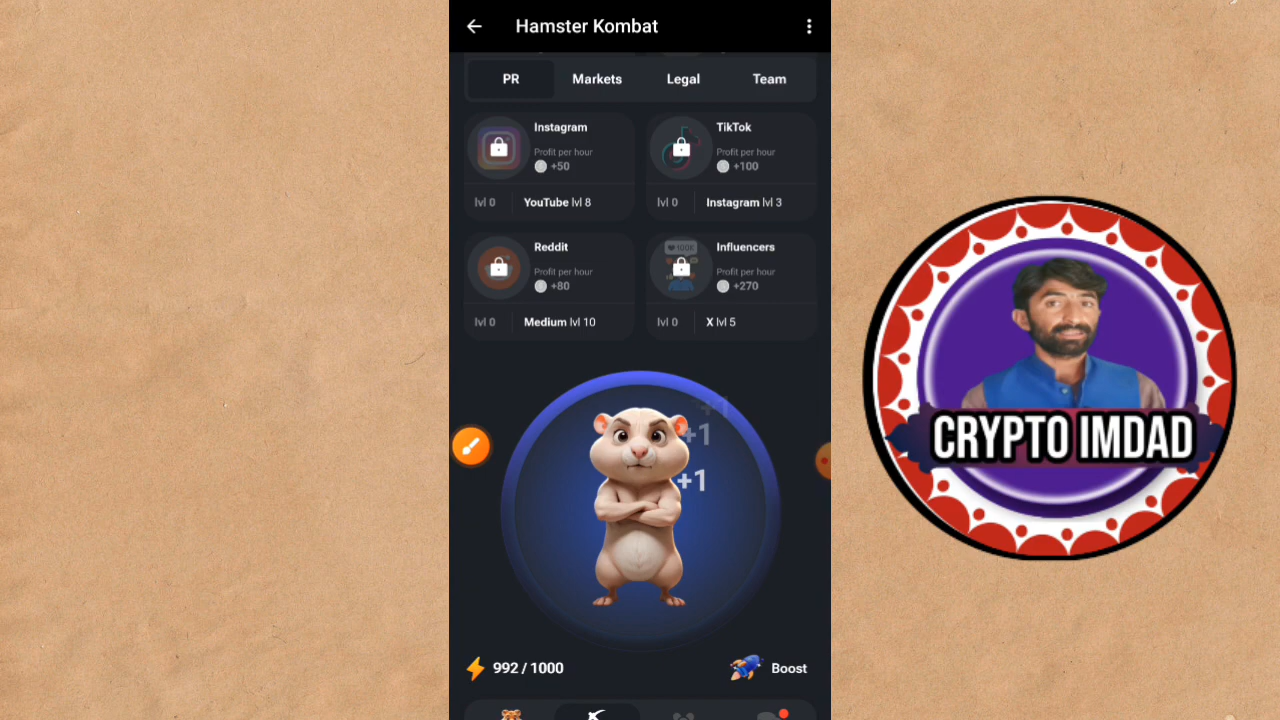 Hamster Kombat
PR Markets Legal Team
Instagram
Profit per hour
+50
lvl 0 YouTube lvl 8
TikTok
Profit per hour
+100
lvl 0 Instagram lvl 3
Reddit
Profit per hour
+80
lvl 0 Medium lvl 10
100K
Influencers
Profit per hour
+270
lvl 0 X lvl 5
+1
+1
+1
992 / 1000
Boost
CRYPTO IMDAD